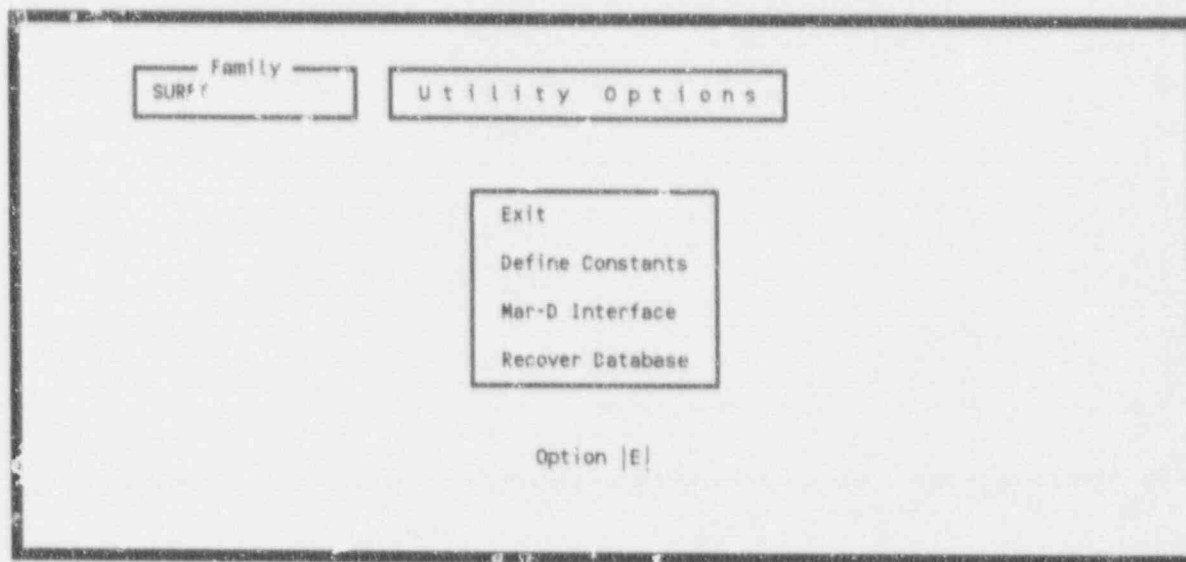 Family
Utility Options
Exit
Define Constants
Mar-D Interface
Recover Database
Option |E|